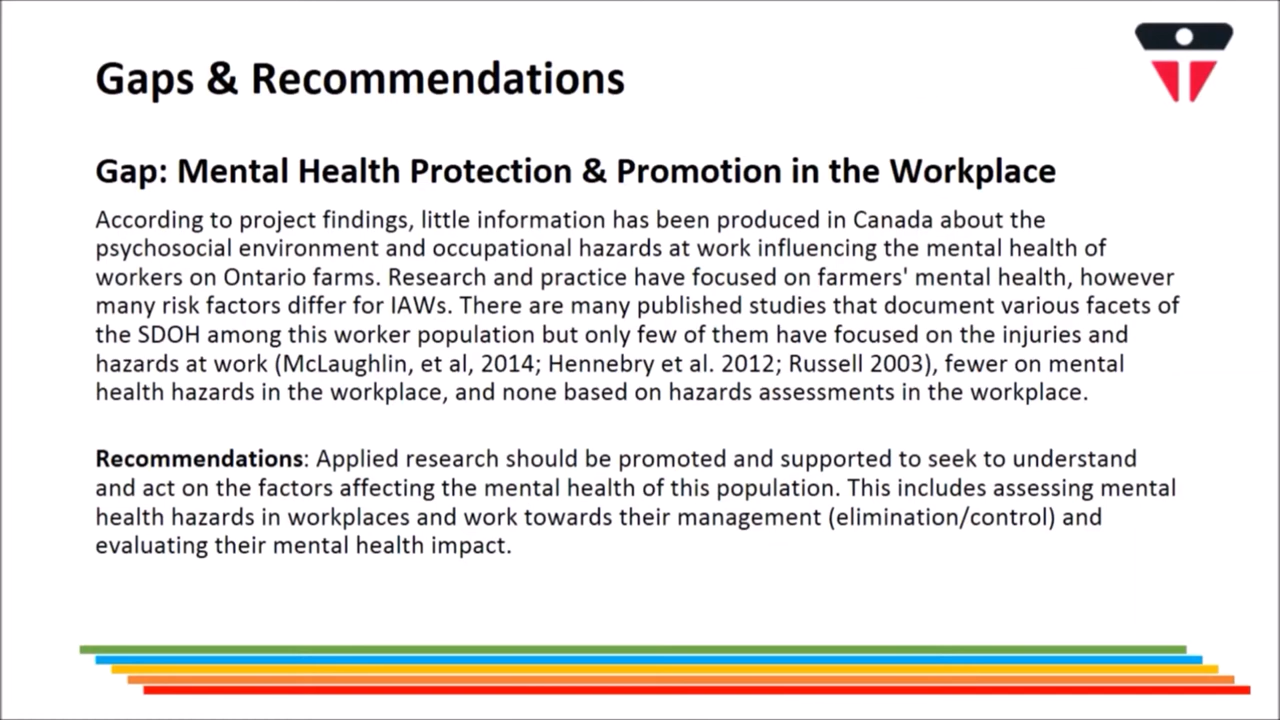 Gaps & Recommendations
Gap: Mental Health Protection & Promotion in the Workplace
According to project findings, little information has been produced in Canada about the
psychosocial environment and occupational hazards at work influencing the mental health of
workers on Ontario farms. Research and practice have focused on farmers' mental health, however
many risk factors differ for IAWs. There are many published studies that document various facets of
the SDOH among this worker population but only few of them have focused on the injuries and
hazards at work (McLaughlin, et al, 2014; Hennebry et al. 2012; Russell 2003), fewer on mental
health hazards in the workplace, and none based on hazards assessments in the workplace.
Recommendations: Applied research should be promoted and supported to seek to understand
and act on the factors affecting the mental health of this population. This includes assessing mental
health hazards in workplaces and work towards their management (elimination/control) and
evaluating their mental health impact.